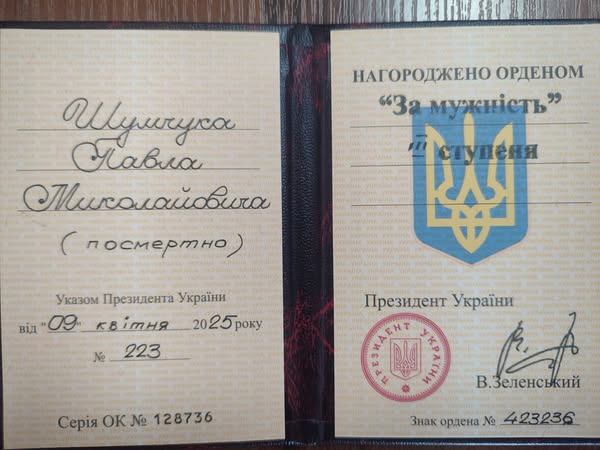 Шумчука
Павла
Миколайовича
(посмертно)
Указом Президента України
від "09" квітня 2025 року
№ 223
Серія ОК № 128736
НАГОРОДЖЕНО ОРДЕНОМ
"За мужність"
III ступеня
Президент України
ПРЕЗИДЕНТ УКРАЇНИ
В.Зеленський
Знак ордена № 423236